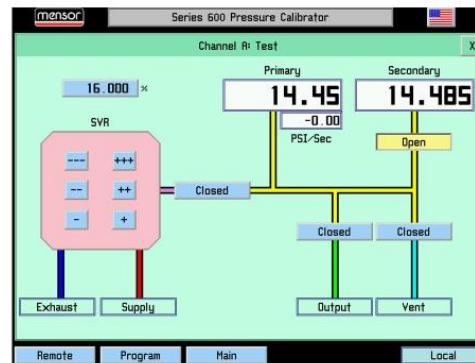 mensor
Series 600 Pressure Calibrator
Channel A: Test
X
Primary
Secondary
16.000 %
14.45
14.485
-0.00
PSI/Sec
SVR
Open
--- +++
-- ++
- +
Closed
Closed
Closed
Exhaust
Supply
Output
Vent
Remote
Program
Main
Local